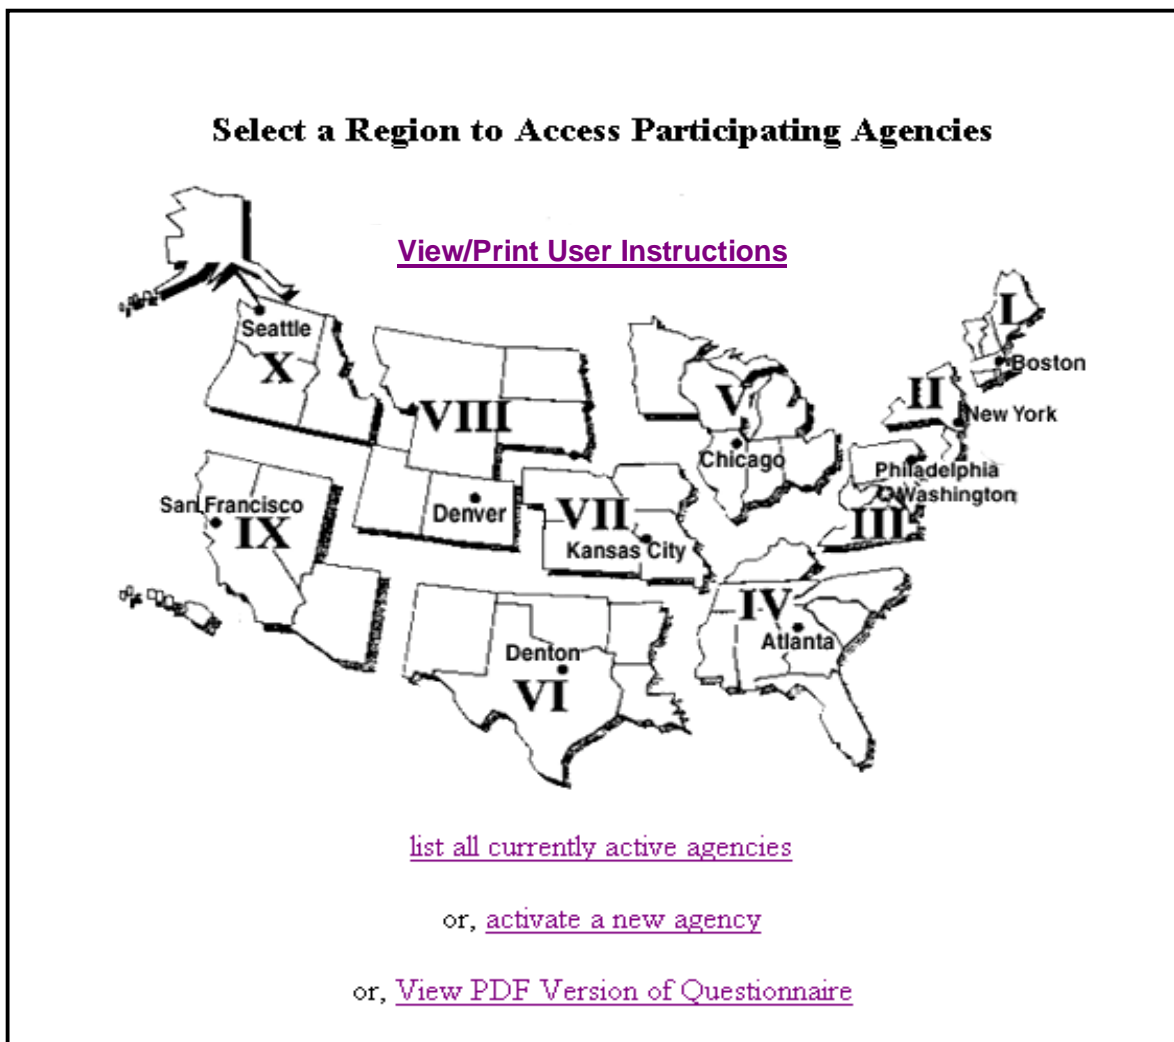 Select a Region to Access Participating Agencies
View/Print User Instructions
I
Seattle
Boston
X
II
VIII
V
New York
Chicago
Philadelphia
San Francisco
Denver
Washington
VII
IX
III
Kansas City
IV
Atlanta
Denton
VI
list all currently active agencies
or, activate a new agency
or, View PDF Version of Questionnaire